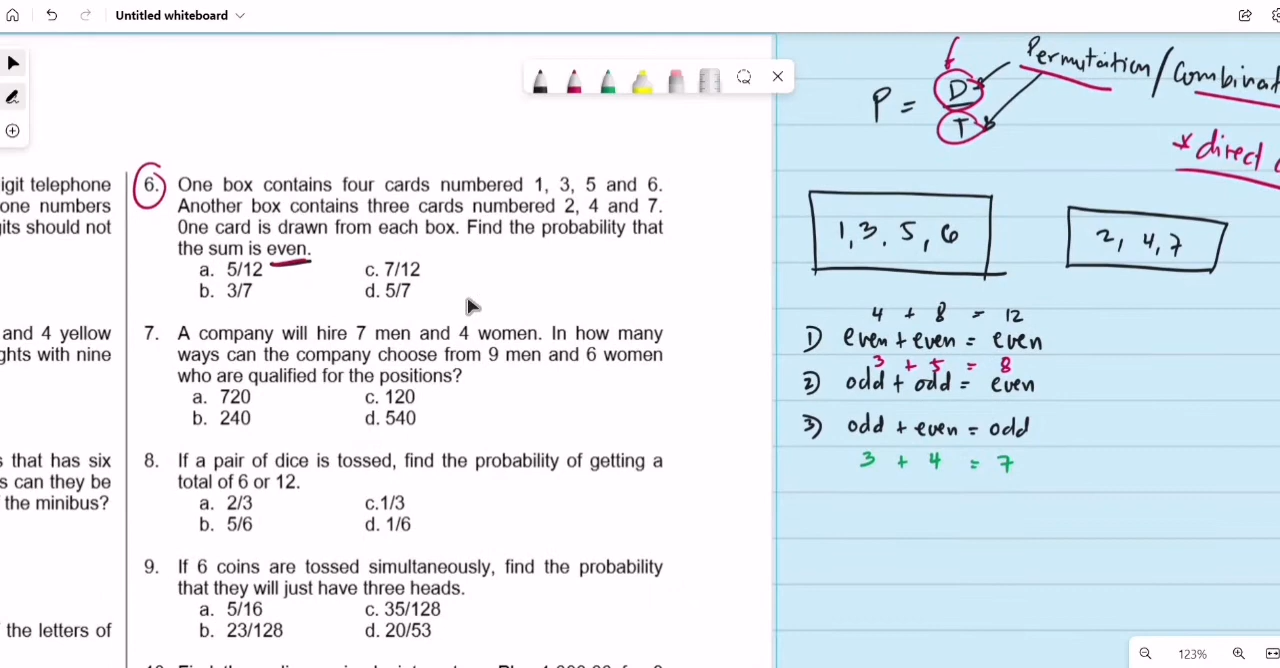 Untitled whiteboard
igit telephone
one numbers
its should not
and 4 yellow
ghts with nine
s that has six
s can they be
the minibus?
the letters of
6. One box contains four cards numbered 1, 3, 5 and 6.
Another box contains three cards numbered 2, 4 and 7.
One card is drawn from each box. Find the probability that
the sum is even.
a. 5/12 c. 7/12
b. 3/7 d. 5/7
7. A company will hire 7 men and 4 women. In how many
ways can the company choose from 9 men and 6 women
who are qualified for the positions?
a. 720 c. 120
b. 240 d. 540
8. If a pair of dice is tossed, find the probability of getting a
total of 6 or 12.
a. 2/3 c.1/3
b. 5/6 d. 1/6
9. If 6 coins are tossed simultaneously, find the probability
that they will just have three heads.
a. 5/16 c. 35/128
b. 23/128 d. 20/53
Permutation / Combinat
P = D
T
* direct
1, 3, 5, 6
2, 4, 7
4 + 8 = 12
1) even + even = even
3 + 5 = 8
2) odd + odd = even
3) odd + even = odd
3 + 4 = 7
123%